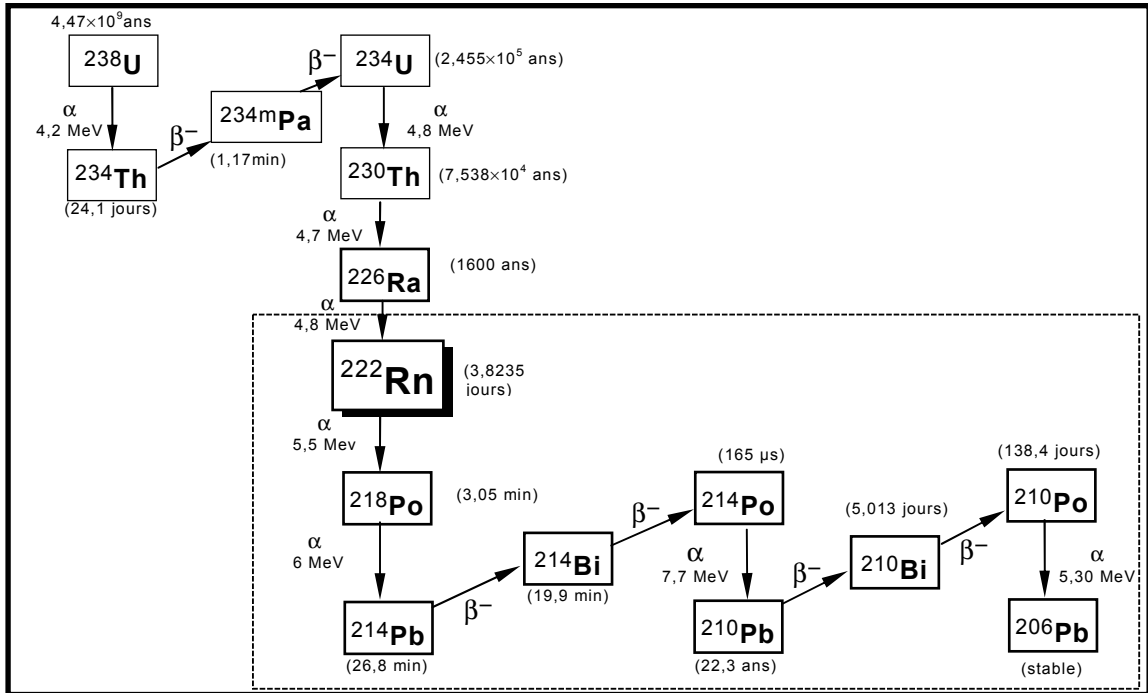 4,47×10⁹ans
²³⁸U
β⁻
²³⁴U
(2,455×10⁵ ans)
α
4,2 MeV
β⁻
²³⁴ᵐPa
α
4,8 MeV
²³⁴Th
(1,17min)
²³⁰Th
(7,538×10⁴ ans)
(24,1 jours)
α
4,7 MeV
²²⁶Ra
(1600 ans)
α
4,8 MeV
²²²Rn
(3,8235
jours)
α
5,5 Mev
(165 µs)
(138,4 jours)
²¹⁸Po
(3,05 min)
²¹⁴Po
²¹⁰Po
β⁻
(5,013 jours)
β⁻
α
6 MeV
²¹⁴Bi
α
7,7 MeV
β⁻
²¹⁰Bi
α
5,30 MeV
β⁻
(19,9 min)
²¹⁴Pb
²¹⁰Pb
²⁰⁶Pb
(26,8 min)
(22,3 ans)
(stable)